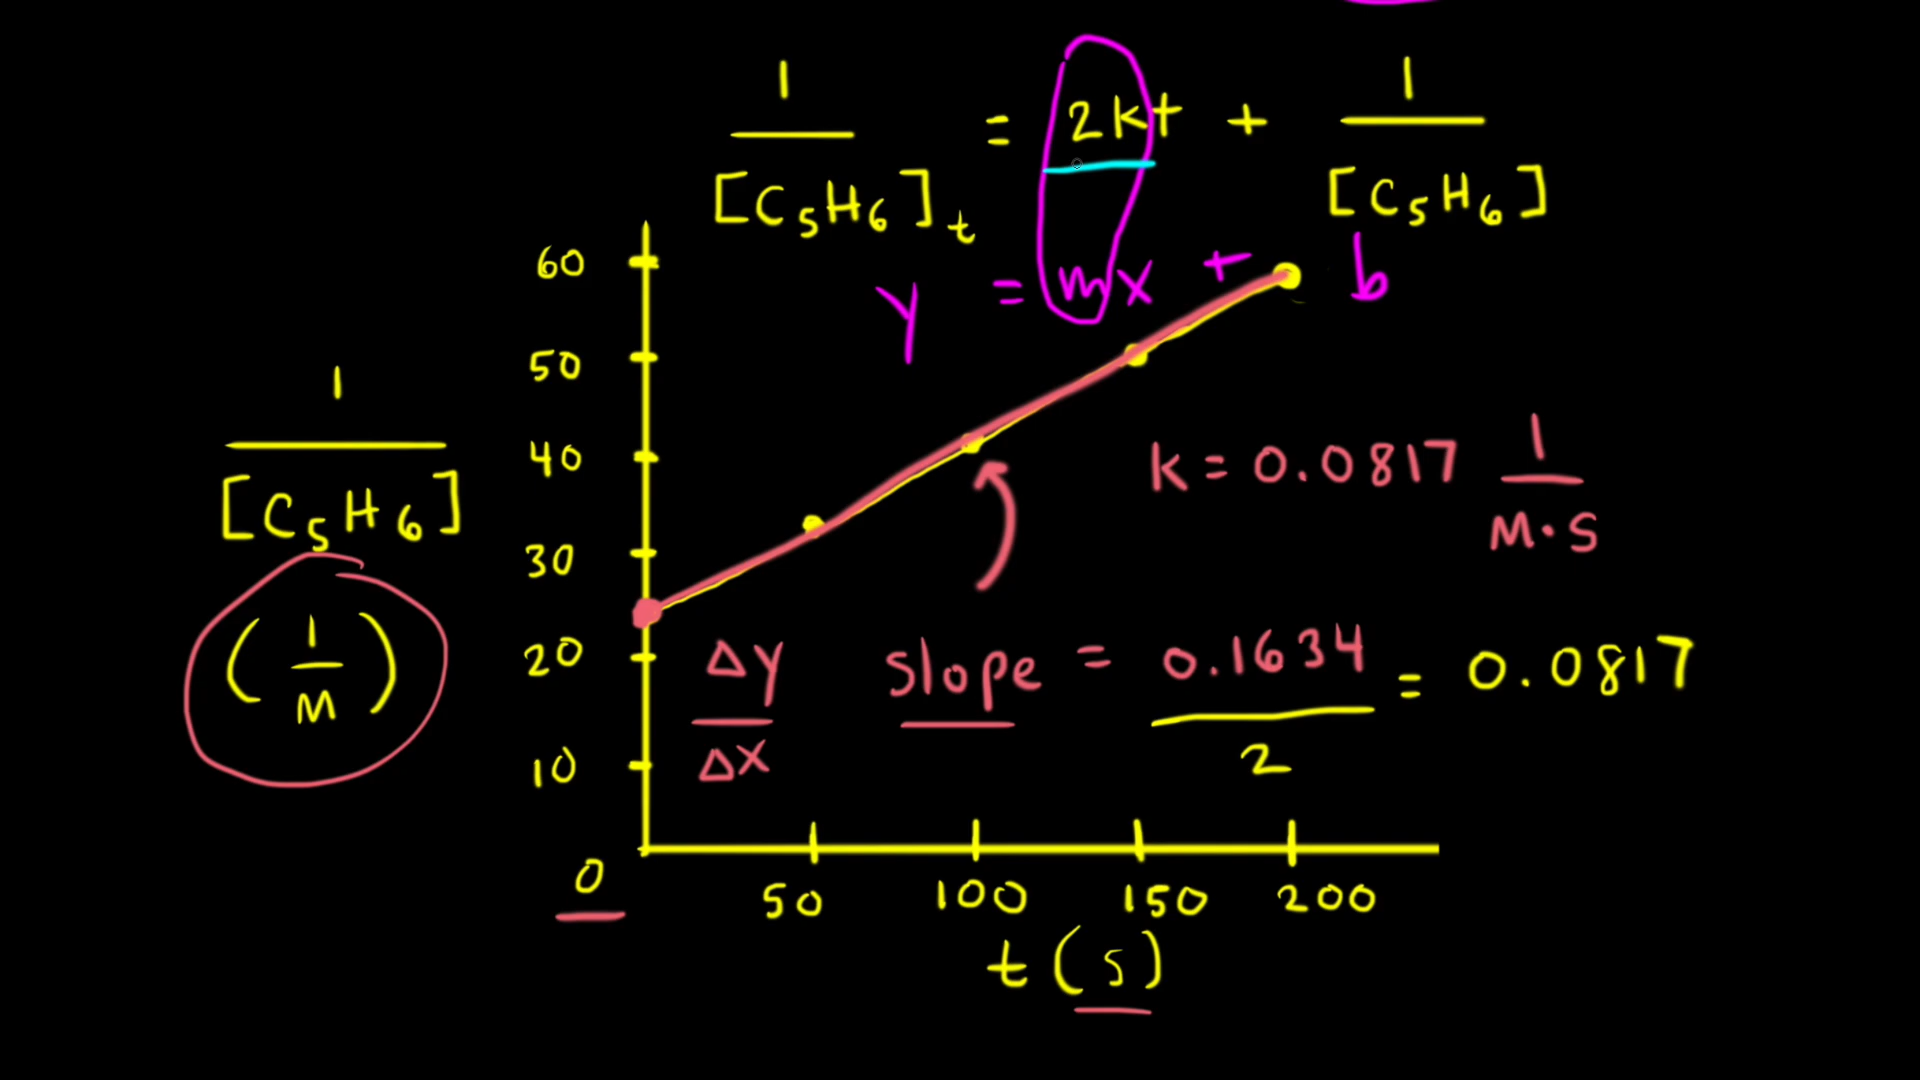 1/[C₅H₆]t = 2kt + 1/[C₅H₆]
y = mx + b
60
50
40
30
20
10
0
1/[C₅H₆]
(1/M)
k = 0.0817 1/M·s
Δy/Δx
slope = 0.1634/2 = 0.0817
50 100 150 200
t (s)